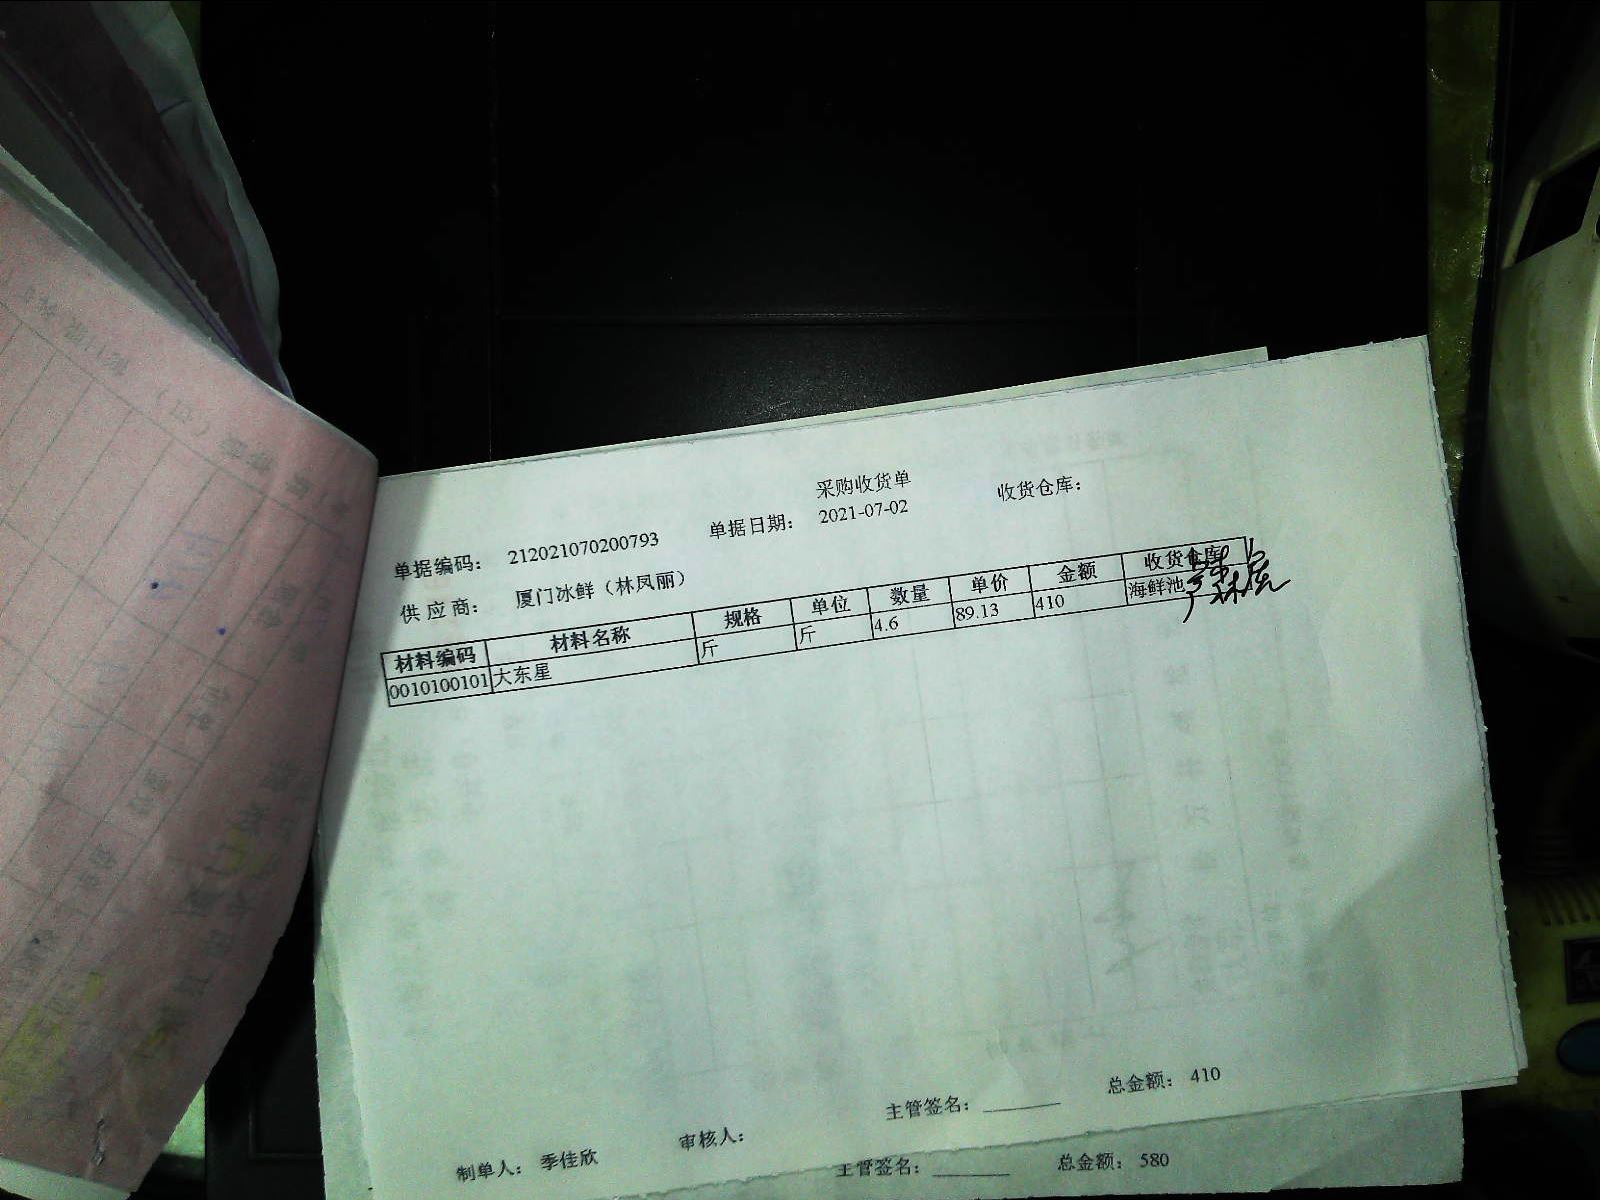 采购收货单
单据编码： 212021070200793 单据日期： 2021-07-02 收货仓库：
供 应 商： 厦门冰鲜（林凤丽）
材料编码 材料名称 规格 单位 数量 单价 金额 收货仓库
0010100101 大东星 斤 斤 4.6 89.13 410 海鲜池
制单人： 季佳欣 审核人： 主管签名： 总金额： 410
主管签名： 总金额： 580